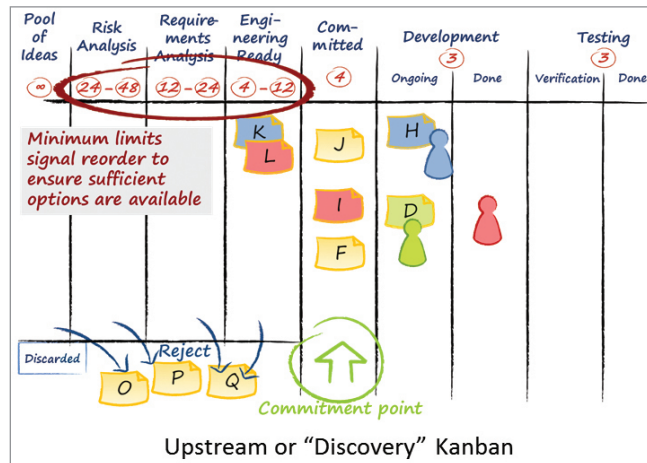 Pool
of
Ideas
Risk
Analysis
Require-
ments
Analysis
Engi-
neering
Ready
Com-
mitted
Development
Testing
∞
24 - 48
12 - 24
4 - 12
4
3
3
Ongoing
Done
Verification
Done
Minimum limits
signal reorder to
ensure sufficient
options are available
K
L
J
H
I
D
F
Discarded
Reject
O
P
Q
Commitment point
Upstream or “Discovery” Kanban